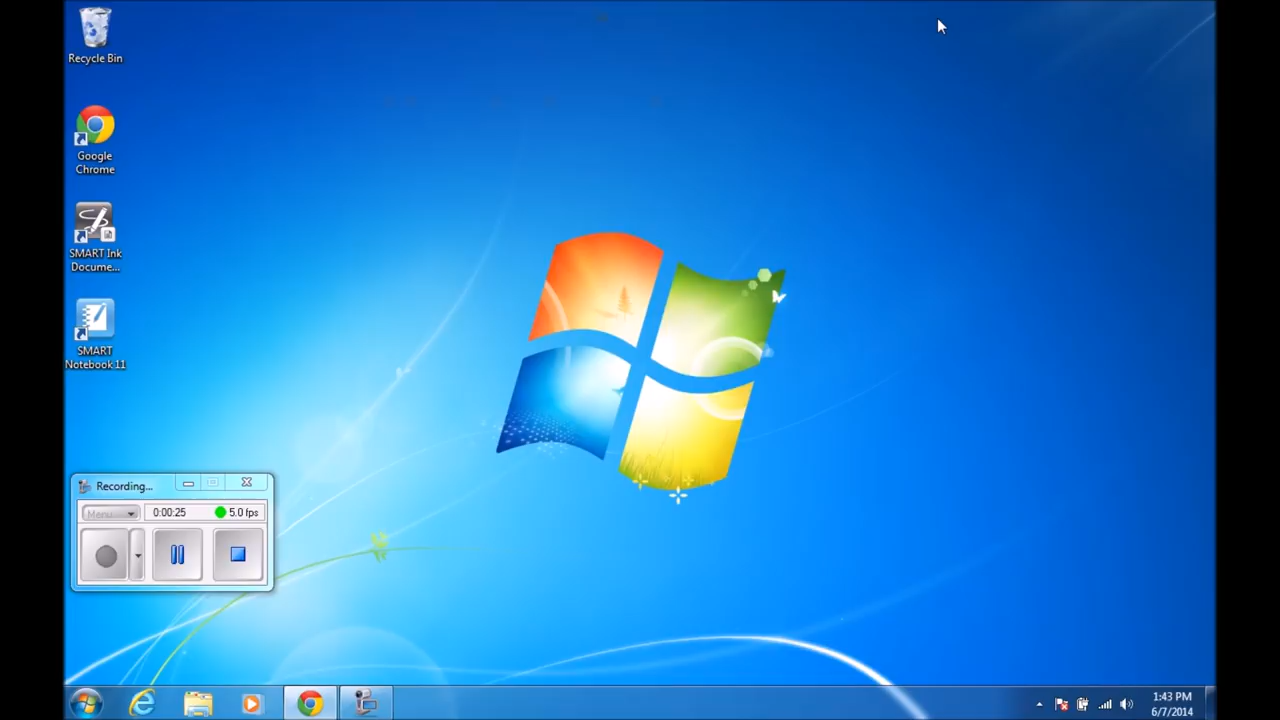 Recycle Bin
Google
Chrome
SMART Ink
Docume...
SMART
Notebook 11
Recording...
Menu
0:00:25
5.0 fps
1:43 PM
6/7/2014